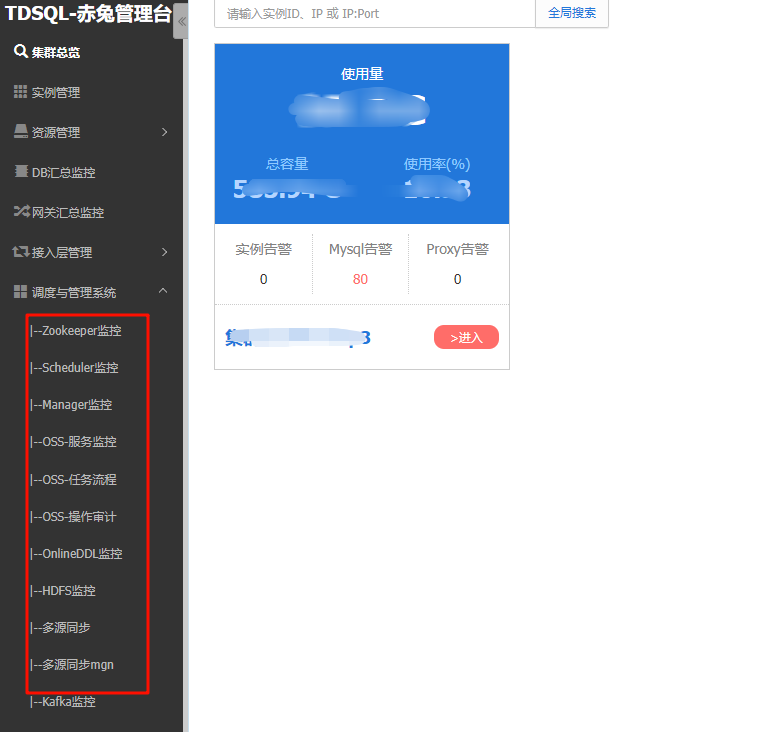 TDSQL-赤兔管理台
集群总览
实例管理
资源管理
DB汇总监控
网关汇总监控
接入层管理
调度与管理系统
|--Zookeeper监控
|--Scheduler监控
|--Manager监控
|--OSS-服务监控
|--OSS-任务流程
|--OSS-操作审计
|--OnlineDDL监控
|--HDFS监控
|--多源同步
|--多源同步mgn
|--Kafka监控
请输入实例ID、IP 或 IP:Port 全局搜索
使用量
总容量 使用率(%)
实例告警 Mysql告警 Proxy告警
0 80 0
>进入